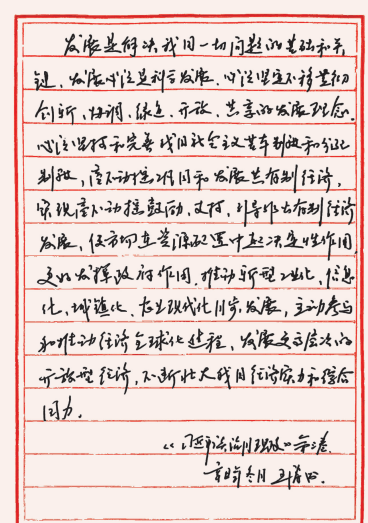 发展是解决我国一切问题的基础和关
键，发展必须是科学发展，必须坚定不移贯彻
创新、协调、绿色、开放、共享的发展理念。
必须坚持和完善我国社会主义基本制度和分配
制度，毫不动摇巩固和发展公有制经济，
实现毫不动摇鼓励、支持、引导非公有制经济
发展，使市场在资源配置中起决定性作用，
更好发挥政府作用，推动新型工业化、信息
化、城镇化、农业现代化同步发展，主动参与
和推动经济全球化进程，发展更高层次的
开放型经济，不断壮大我国经济实力和综合
国力。